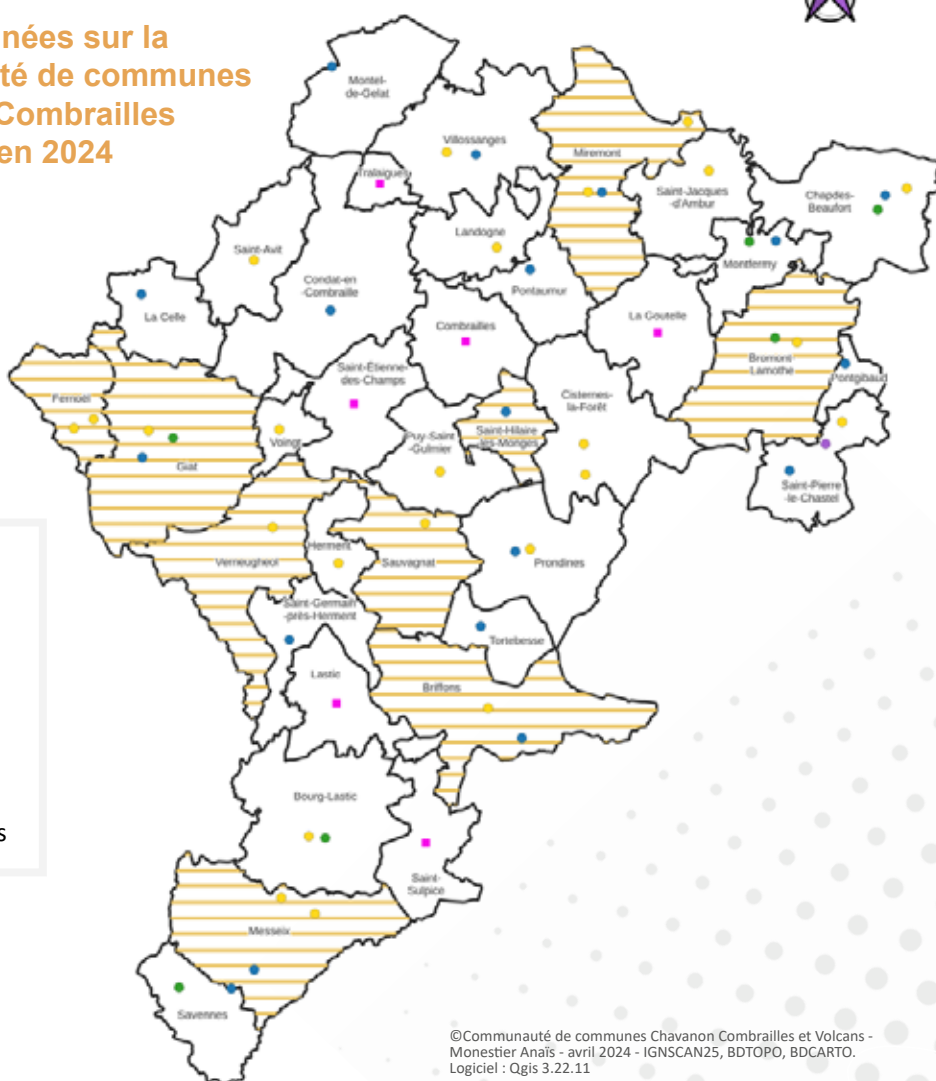 nées sur la
té de communes
Combrailles
en 2024
Montel-
de-Gelat
Villossanges
Miremont
Tralaigues
Saint-Jacques
-d'Ambur
Chapdes-
Beaufort
Landogne
Saint-Avit
Montfermy
Condat-en
-Combraille
Pontaumur
La Celle
La Goutelle
Combrailles
Saint-Étienne-
des-Champs
Bromont-
Lamothe
Pontgibaud
Fernoël
Cisternes-
la-Forêt
Voingt
Puy-Saint
-Gulmier
Saint-Hilaire
-les-Monges
Giat
Saint-Pierre
-le-Chastel
Herment
Verneugheol
Sauvagnat
Prondines
Saint-Germain
-près-Herment
Tortebesse
Lastic
Briffons
Bourg-Lastic
s
Saint-
Sulpice
Messeix
Savennes
©Communauté de communes Chavanon Combrailles et Volcans -
Monestier Anaïs - avril 2024 - IGNSCAN25, BDTOPO, BDCARTO.
Logiciel : Qgis 3.22.11